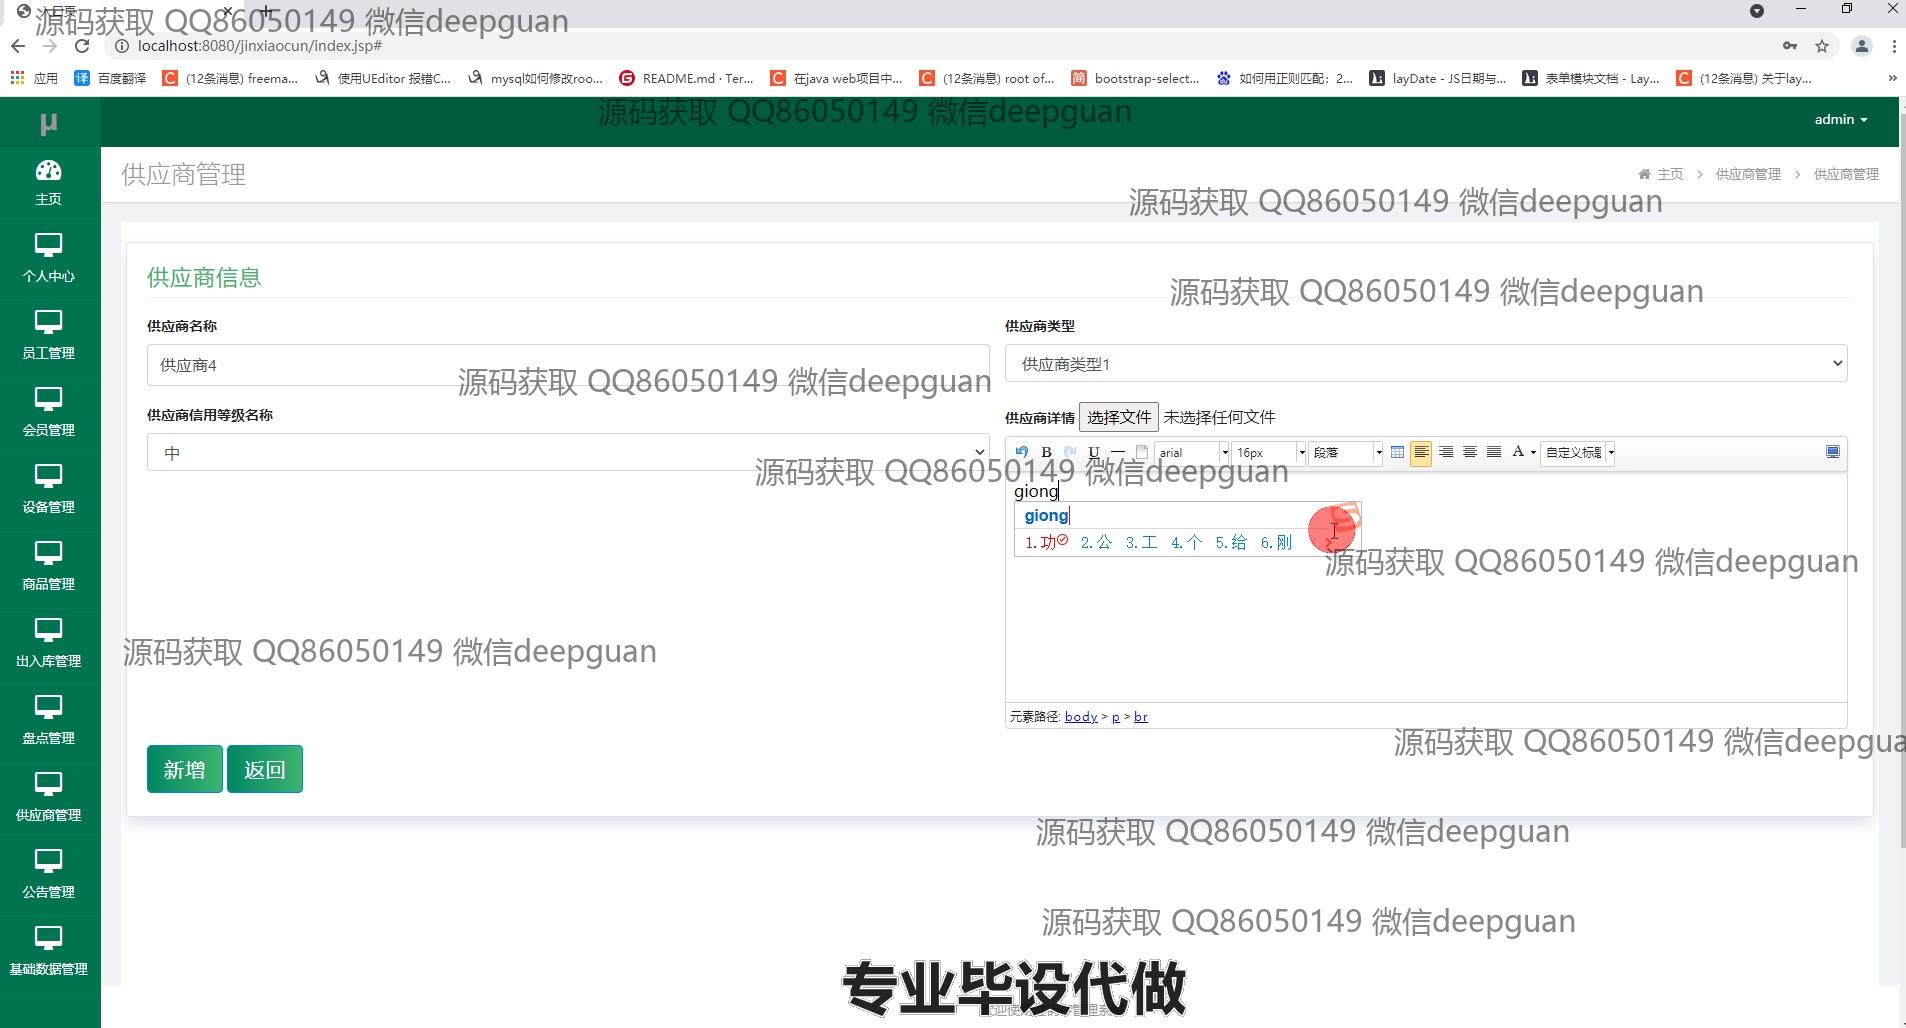 入口页
源码获取 QQ86050149 微信deepguan
localhost:8080/jinxiaocun/index.jsp#
应用 百度翻译 (12条消息) freema... 使用UEditor 报错C... mysql如何修改roo... README.md · Ter... 在java web项目中... (12条消息) root of... bootstrap-select... 如何用正则匹配：2... layDate - JS日期与... 表单模块文档 - Lay... (12条消息) 关于lay... »
μ
源码获取 QQ86050149 微信deepguan
admin
供应商管理
主页 > 供应商管理 > 供应商管理
源码获取 QQ86050149 微信deepguan
主页
个人中心
员工管理
会员管理
设备管理
商品管理
出入库管理
盘点管理
供应商管理
公告管理
基础数据管理
供应商信息
源码获取 QQ86050149 微信deepguan
供应商名称
供应商类型
供应商4
供应商类型1
源码获取 QQ86050149 微信deepguan
供应商信用等级名称
供应商详情 选择文件 未选择任何文件
中
B U arial 16px 段落 A 自定义标题
源码获取 QQ86050149 微信deepguan
giong
giong
1.功 2.公 3.工 4.个 5.给 6.刚
源码获取 QQ86050149 微信deepguan
源码获取 QQ86050149 微信deepguan
元素路径: body > p > br
源码获取 QQ86050149 微信deepgua
新增 返回
源码获取 QQ86050149 微信deepguan
源码获取 QQ86050149 微信deepguan
专业毕设代做